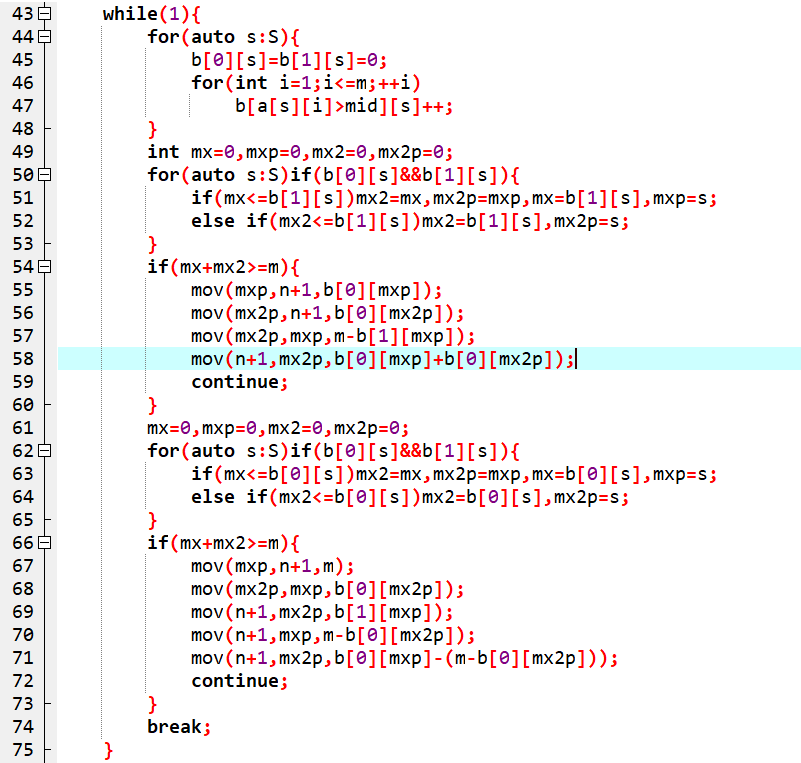 43 while(1){
44 for(auto s:S){
45 b[0][s]=b[1][s]=0;
46 for(int i=1;i<=m;++i)
47 b[a[s][i]>mid][s]++;
48 }
49 int mx=0,mxp=0,mx2=0,mx2p=0;
50 for(auto s:S)if(b[0][s]&&b[1][s]){
51 if(mx<=b[1][s])mx2=mx,mx2p=mxp,mx=b[1][s],mxp=s;
52 else if(mx2<=b[1][s])mx2=b[1][s],mx2p=s;
53 }
54 if(mx+mx2>=m){
55 mov(mxp,n+1,b[0][mxp]);
56 mov(mx2p,n+1,b[0][mx2p]);
57 mov(mx2p,mxp,m-b[1][mxp]);
58 mov(n+1,mx2p,b[0][mxp]+b[0][mx2p]);
59 continue;
60 }
61 mx=0,mxp=0,mx2=0,mx2p=0;
62 for(auto s:S)if(b[0][s]&&b[1][s]){
63 if(mx<=b[0][s])mx2=mx,mx2p=mxp,mx=b[0][s],mxp=s;
64 else if(mx2<=b[0][s])mx2=b[0][s],mx2p=s;
65 }
66 if(mx+mx2>=m){
67 mov(mxp,n+1,m);
68 mov(mx2p,mxp,b[0][mx2p]);
69 mov(n+1,mx2p,b[1][mxp]);
70 mov(n+1,mxp,m-b[0][mx2p]);
71 mov(n+1,mx2p,b[0][mxp]-(m-b[0][mx2p]));
72 continue;
73 }
74 break;
75 }